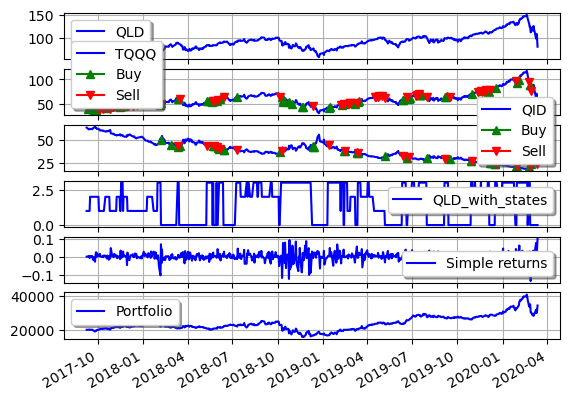 150
100
QLD
TQQQ
Buy
Sell
100
50
QID
Buy
Sell
50
25
2.5
0.0
QLD_with_states
0.1
0.0
−0.1
Simple returns
40000
20000
Portfolio
2017-10
2018-01
2018-04
2018-07
2018-10
2019-01
2019-04
2019-07
2019-10
2020-01
2020-04